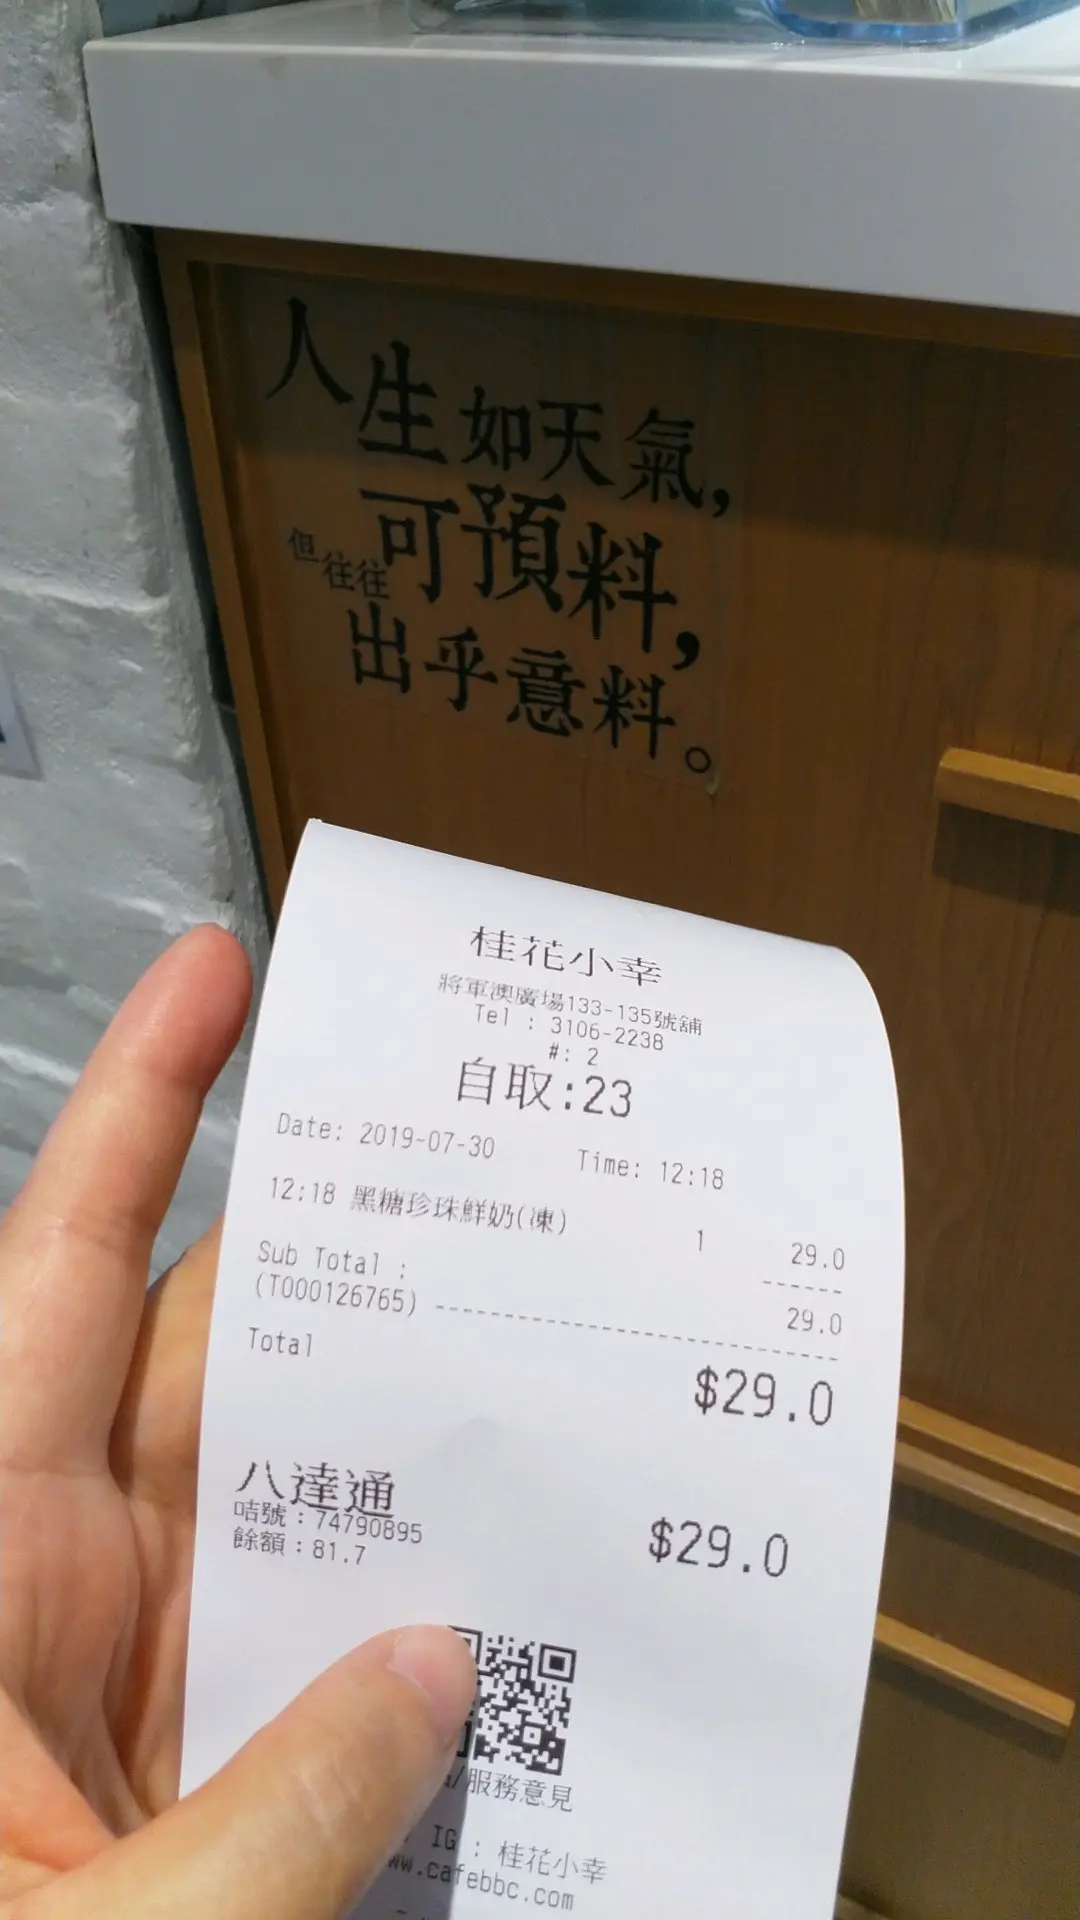 人生如天氣,
可預料,
但往往
出乎意料。
桂花小幸
將軍澳廣場133-135號舖
Tel : 3106-2238
#: 2
自取:23
Date: 2019-07-30 Time: 12:18
12:18 黑糖珍珠鮮奶(凍) 1 29.0
Sub Total :
(T000126765) 29.0
Total $29.0
八達通 $29.0
咭號:74790895
餘額:81.7
/服務意見
IG : 桂花小幸
www.cafebbc.com